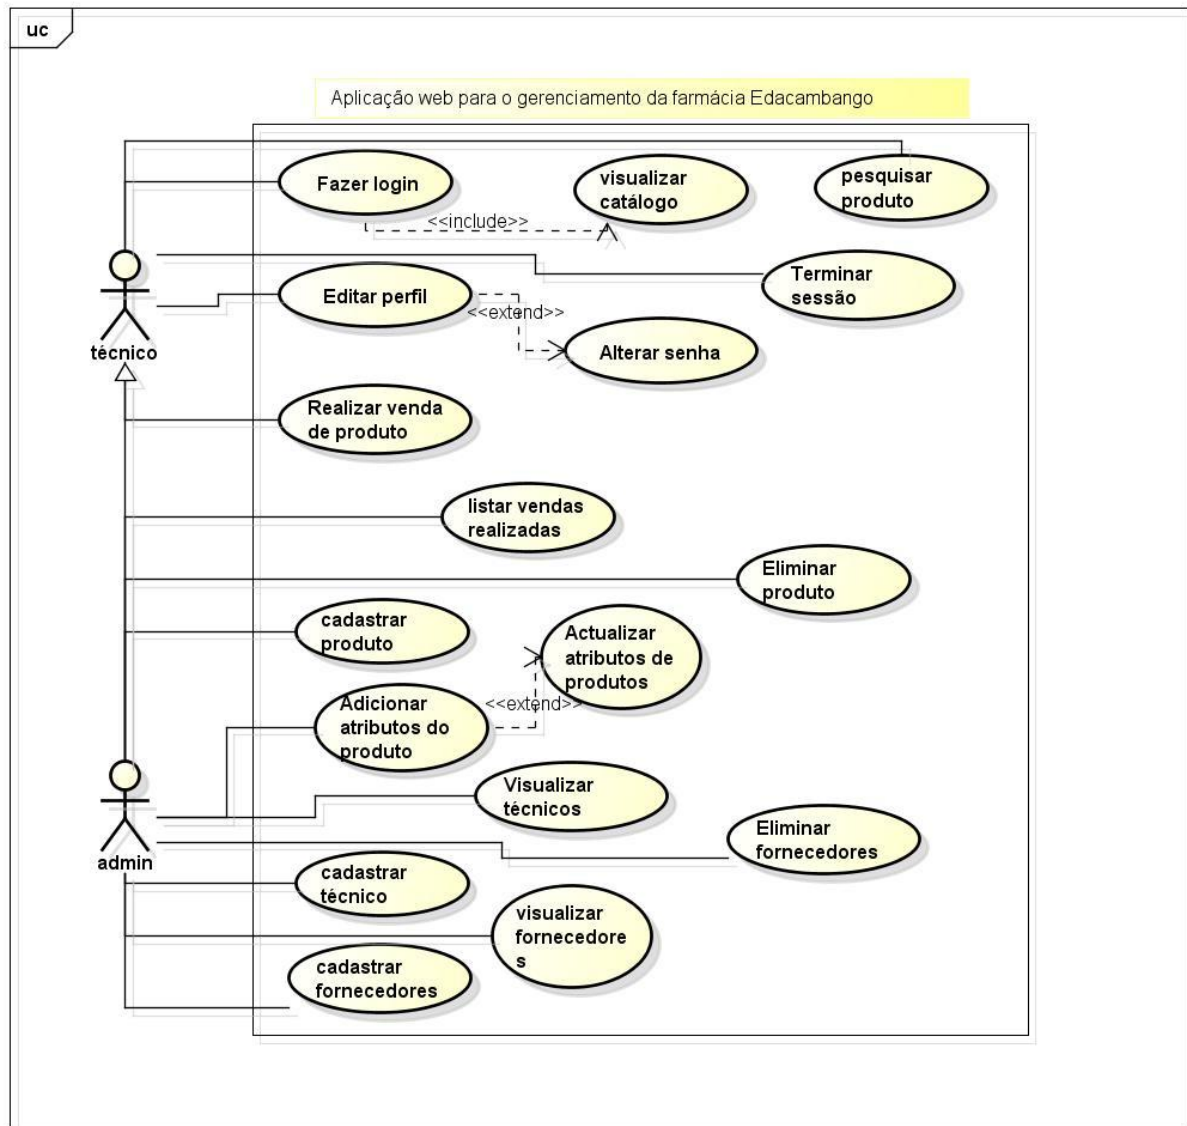 uc
Aplicação web para o gerenciamento da farmácia Edacambango
Fazer login
visualizar
catálogo
pesquisar
produto
<<include>>
Terminar
sessão
Editar perfil
<<extend>>
Alterar senha
técnico
Realizar venda
de produto
listar vendas
realizadas
Eliminar
produto
cadastrar
produto
Actualizar
atributos de
produtos
Adicionar
atributos do
produto
<<extend>>
Visualizar
técnicos
Eliminar
fornecedores
admin
cadastrar
técnico
visualizar
fornecedore
s
cadastrar
fornecedores